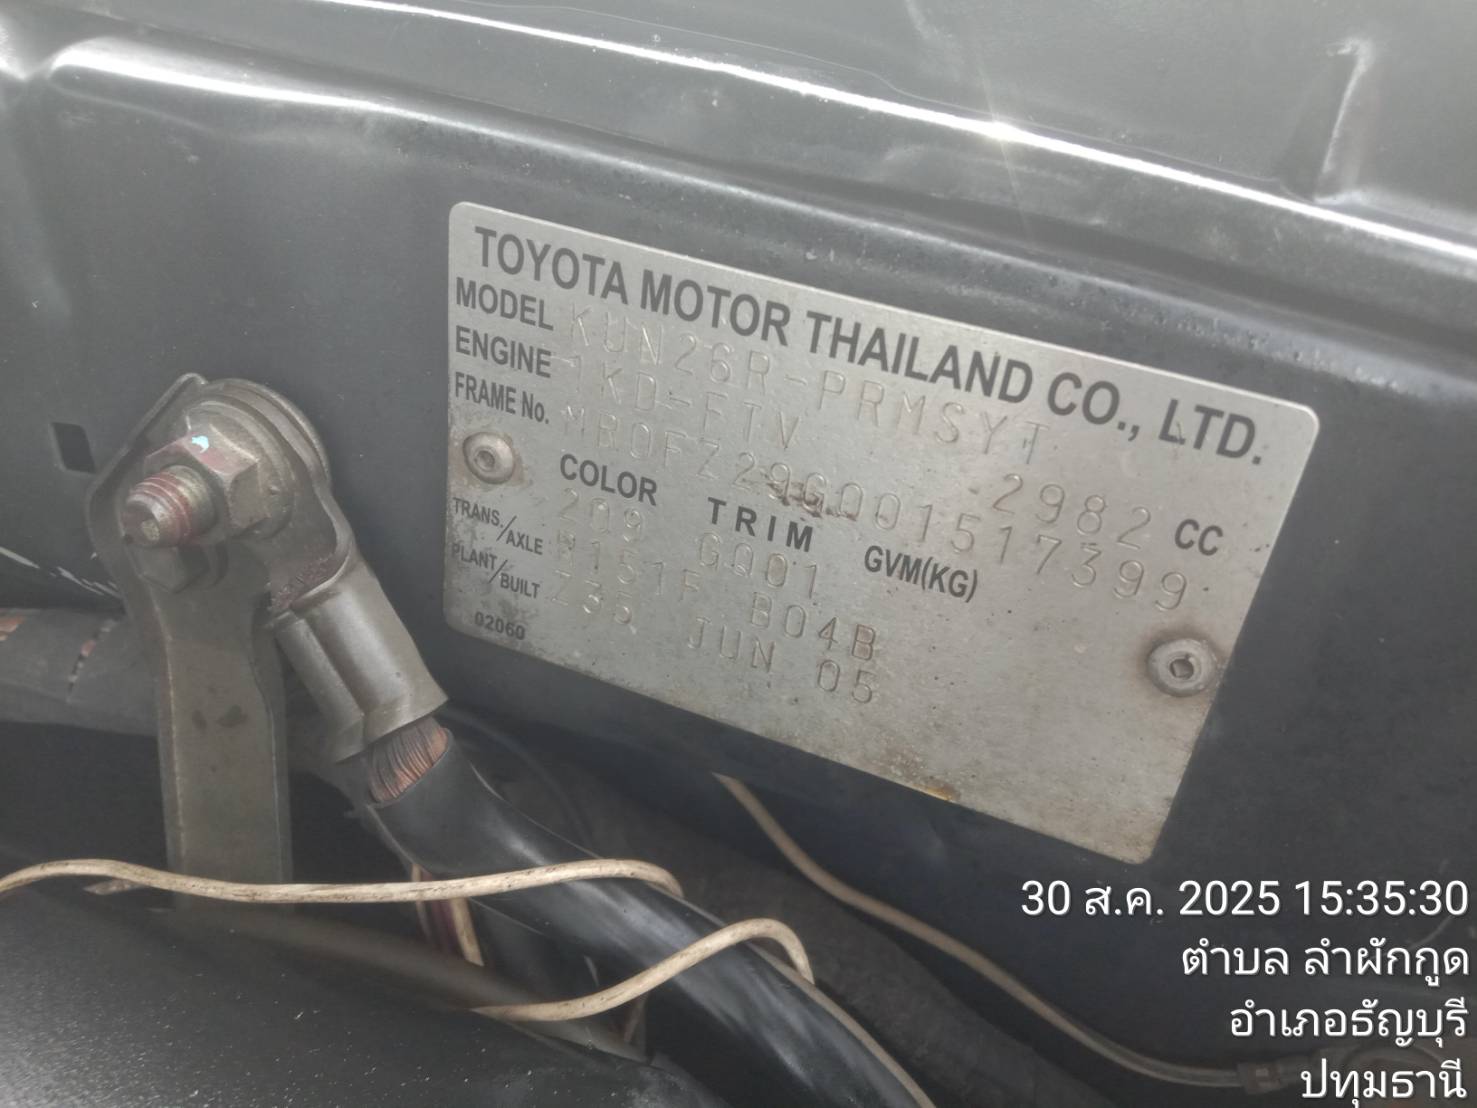 TOYOTA MOTOR THAILAND CO., LTD.
MODEL KUN26R-PRMSYT
ENGINE 1KD-FTV 2982 CC
FRAME No. MR0FZ29G001517399
COLOR TRIM GVM(KG)
209 GQ01
TRANS./AXLE B04B
PLANT/BUILT Z35 JUN 05
02060
30 ส.ค. 2025 15:35:30
ตำบล ลำผักกูด
อำเภอธัญบุรี
ปทุมธานี